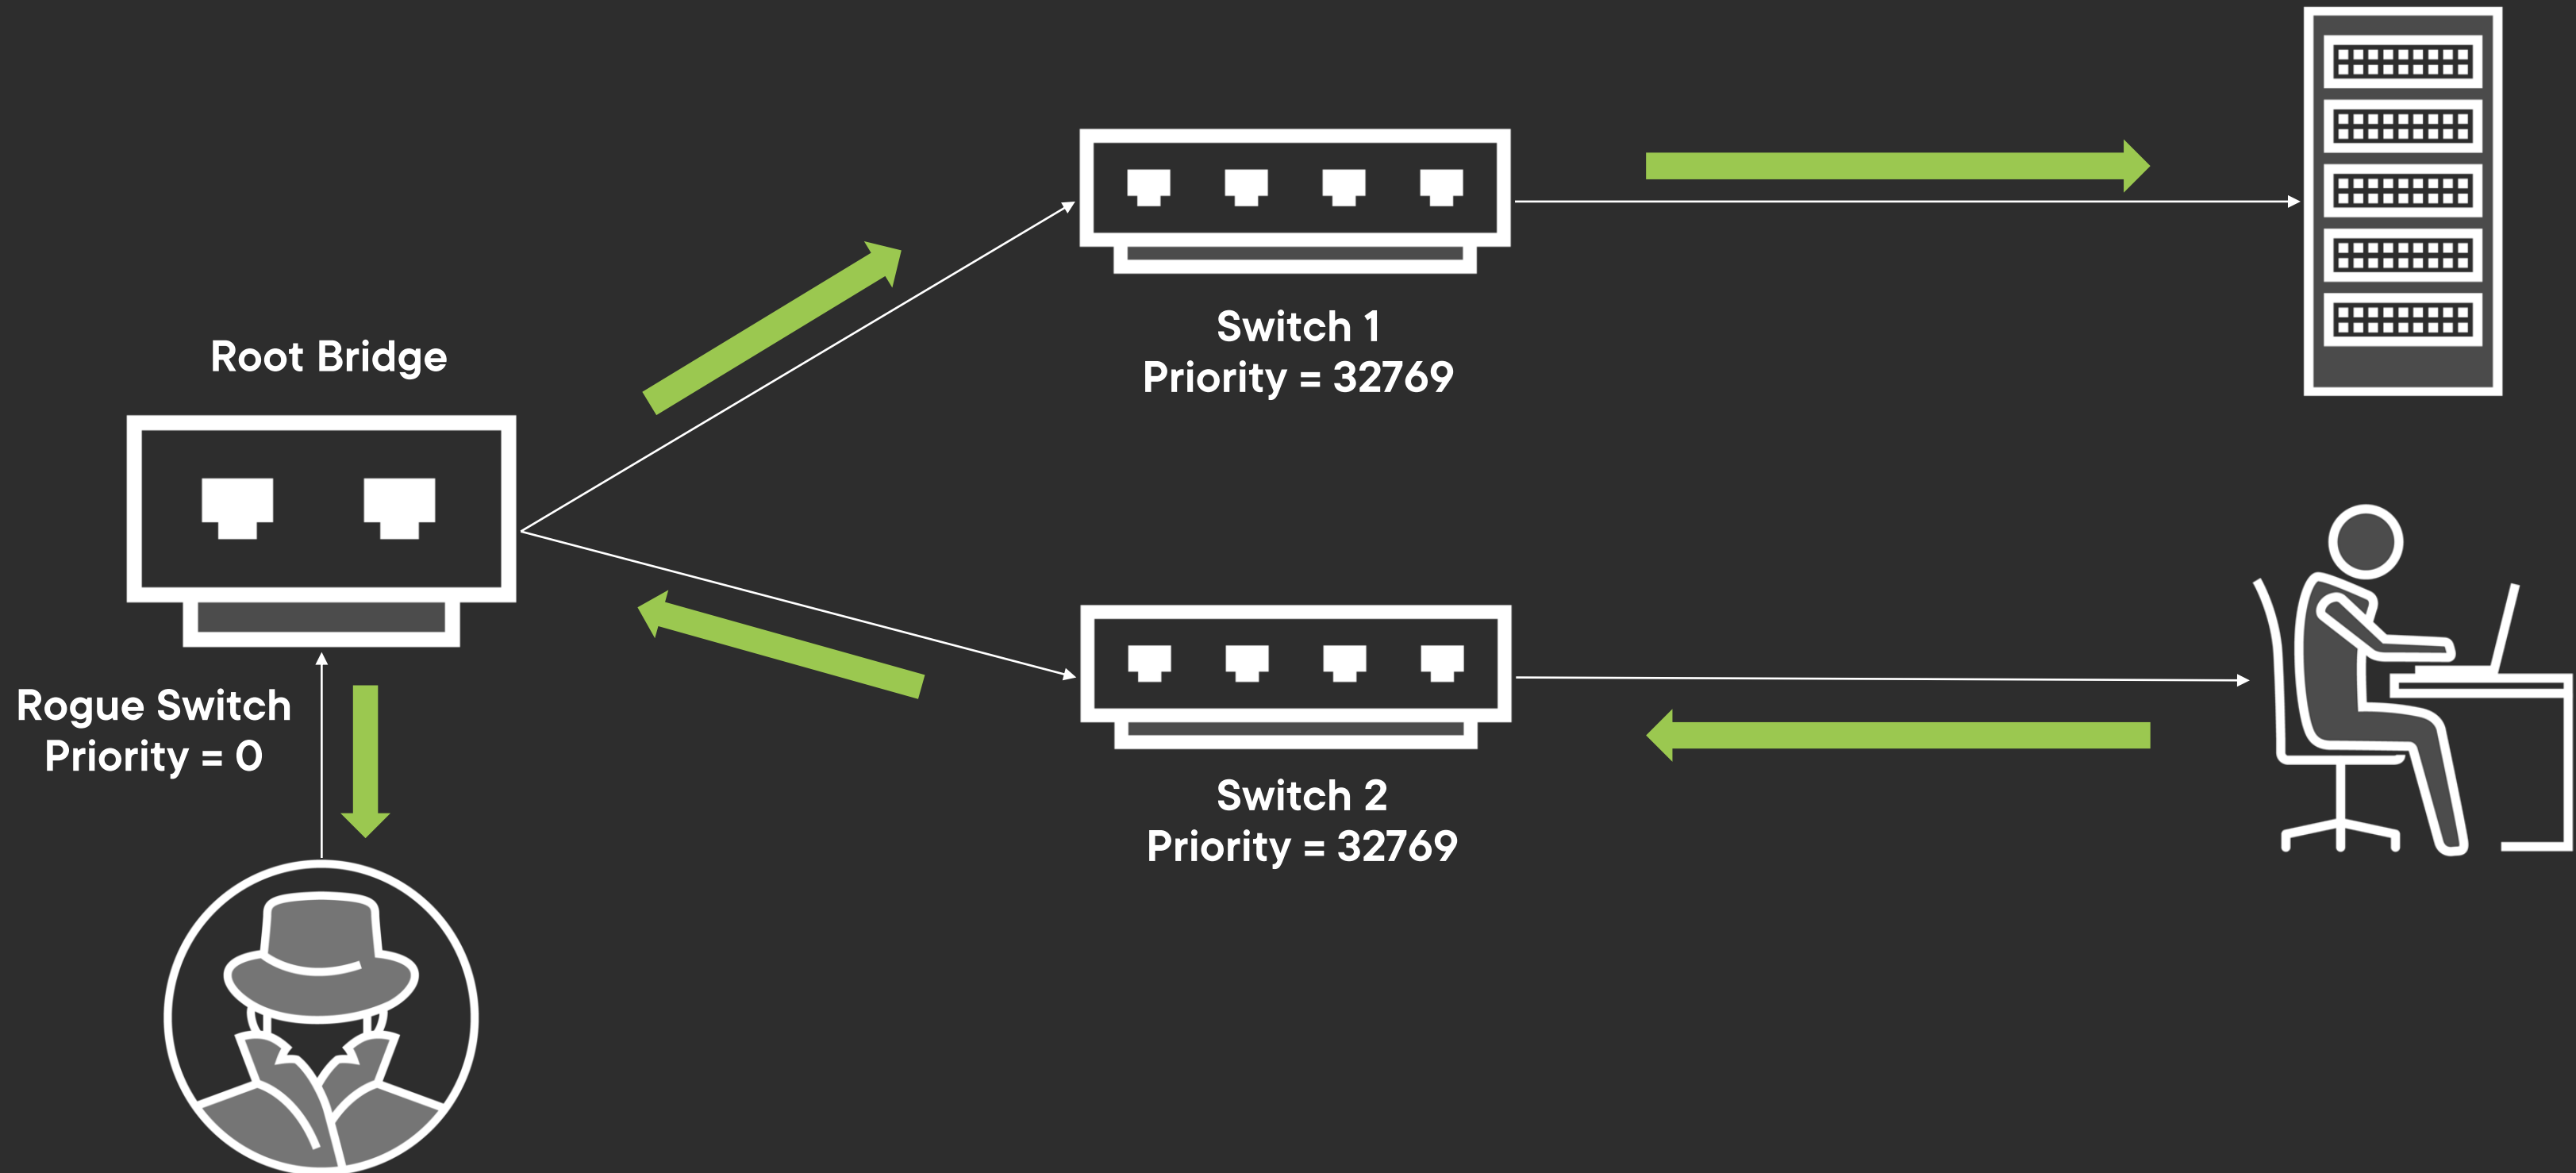 Root Bridge
Switch 1
Priority = 32769
Rogue Switch
Priority = 0
Switch 2
Priority = 32769